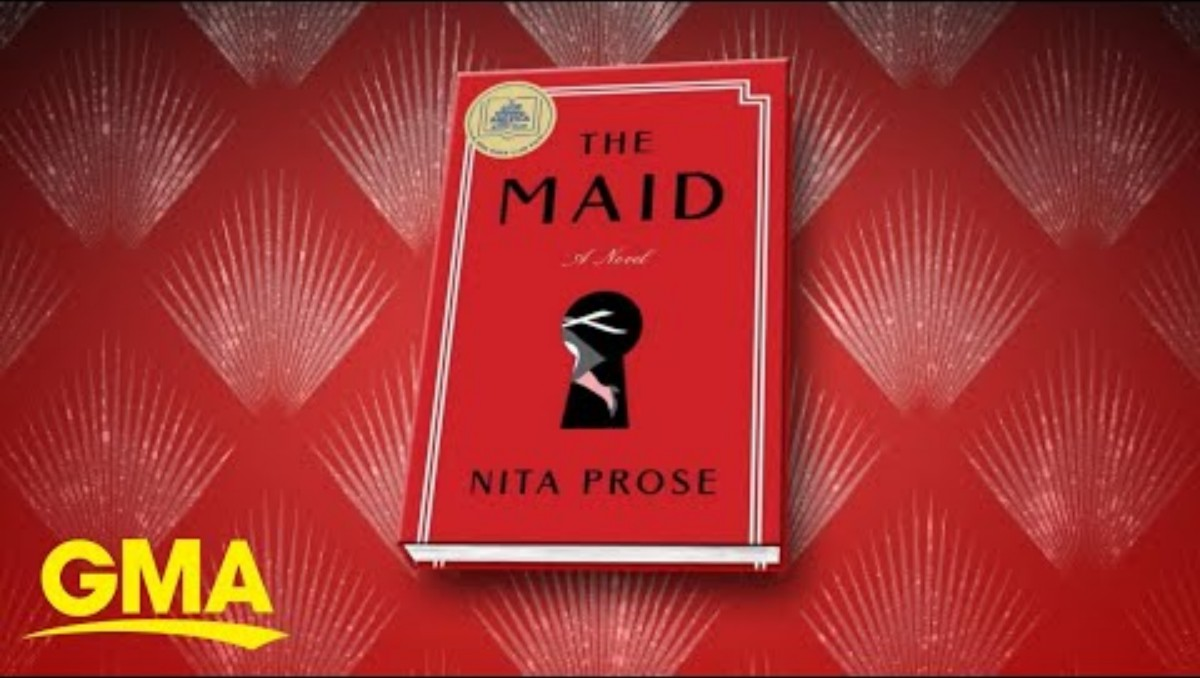 THE
MAID
A Novel
NITA PROSE
GMA